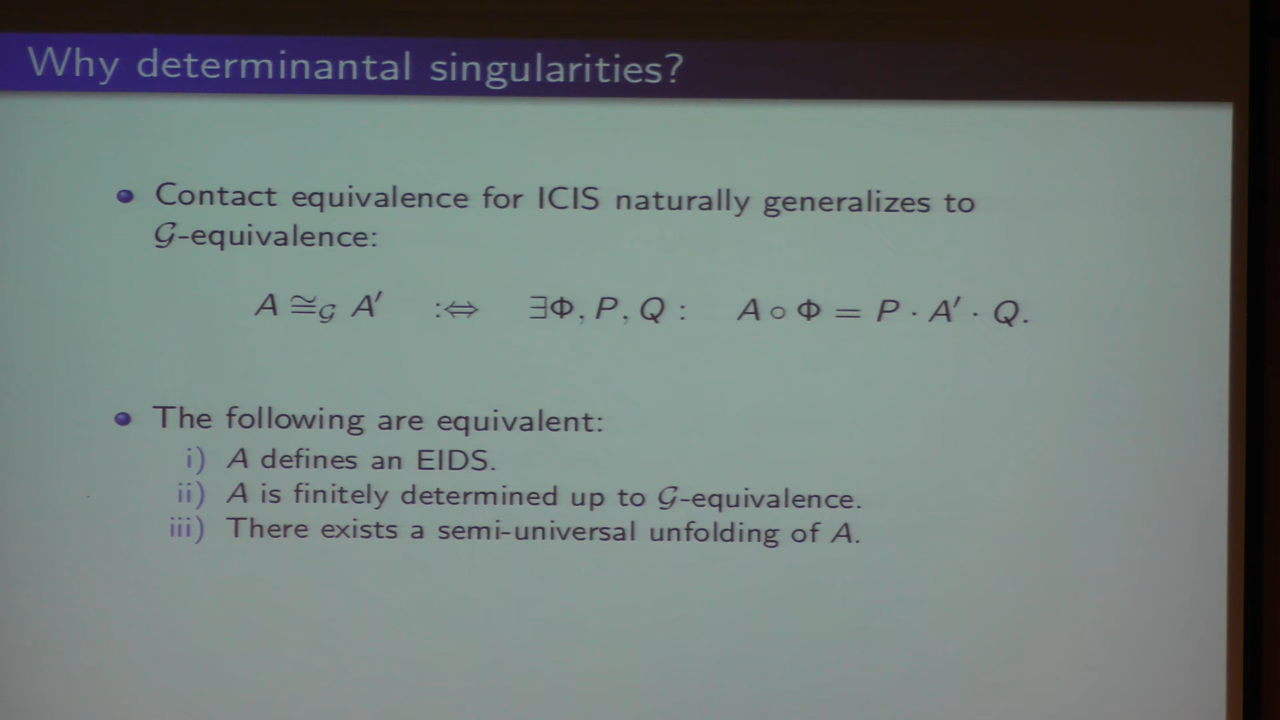 Why determinantal singularities?
Contact equivalence for ICIS naturally generalizes to
𝒢-equivalence:
A ≅_𝒢 A′ :⇔ ∃Φ, P, Q : A ∘ Φ = P · A′ · Q.
The following are equivalent:
i) A defines an EIDS.
ii) A is finitely determined up to 𝒢-equivalence.
iii) There exists a semi-universal unfolding of A.